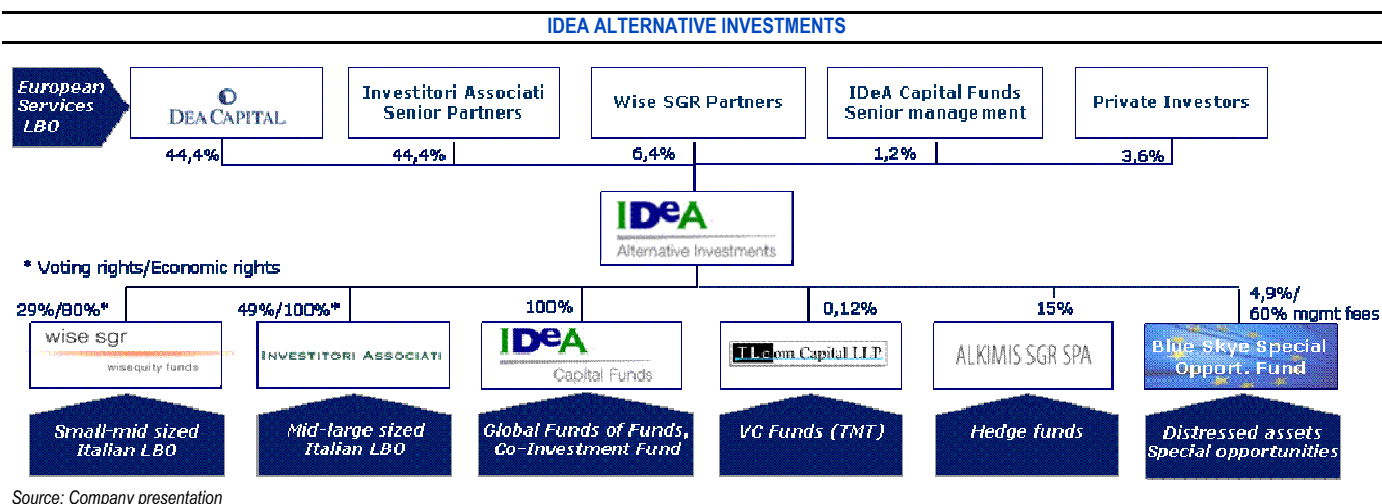 IDEA ALTERNATIVE INVESTMENTS
European
Services
LBO
DEA CAPITAL
Investitori Associati
Senior Partners
Wise SGR Partners
IDeA Capital Funds
Senior management
Private Investors
44,4%
44,4%
6,4%
1,2%
3,6%
IDeA
Alternative Investments
* Voting rights/Economic rights
29%/80%*
49%/100%*
100%
0,12%
15%
4,9%/
60% mgmt fees
wise sgr
wisequity funds
INVESTITORI ASSOCIATI
IDeA
Capital Funds
TLcom Capital LLP
ALKIMIS SGR SPA
Blue Skye Special
Opport. Fund
Small-mid sized
Italian LBO
Mid-large sized
Italian LBO
Global Funds of Funds,
Co-Investment Fund
VC Funds (TMT)
Hedge funds
Distressed assets
Special opportunities
Source: Company presentation